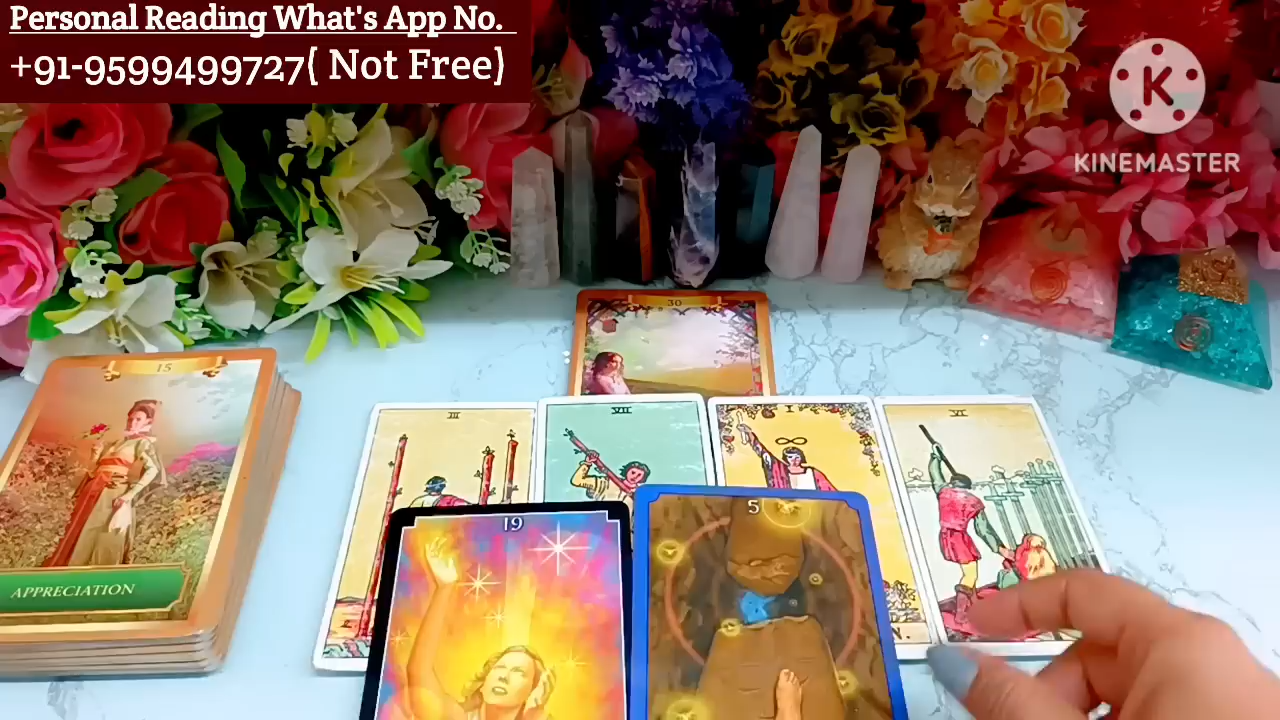 Personal Reading What's App No.
+91-9599499727( Not Free)
K
KINEMASTER
30
15
III
VII
I
VI
19
5
APPRECIATION
N.